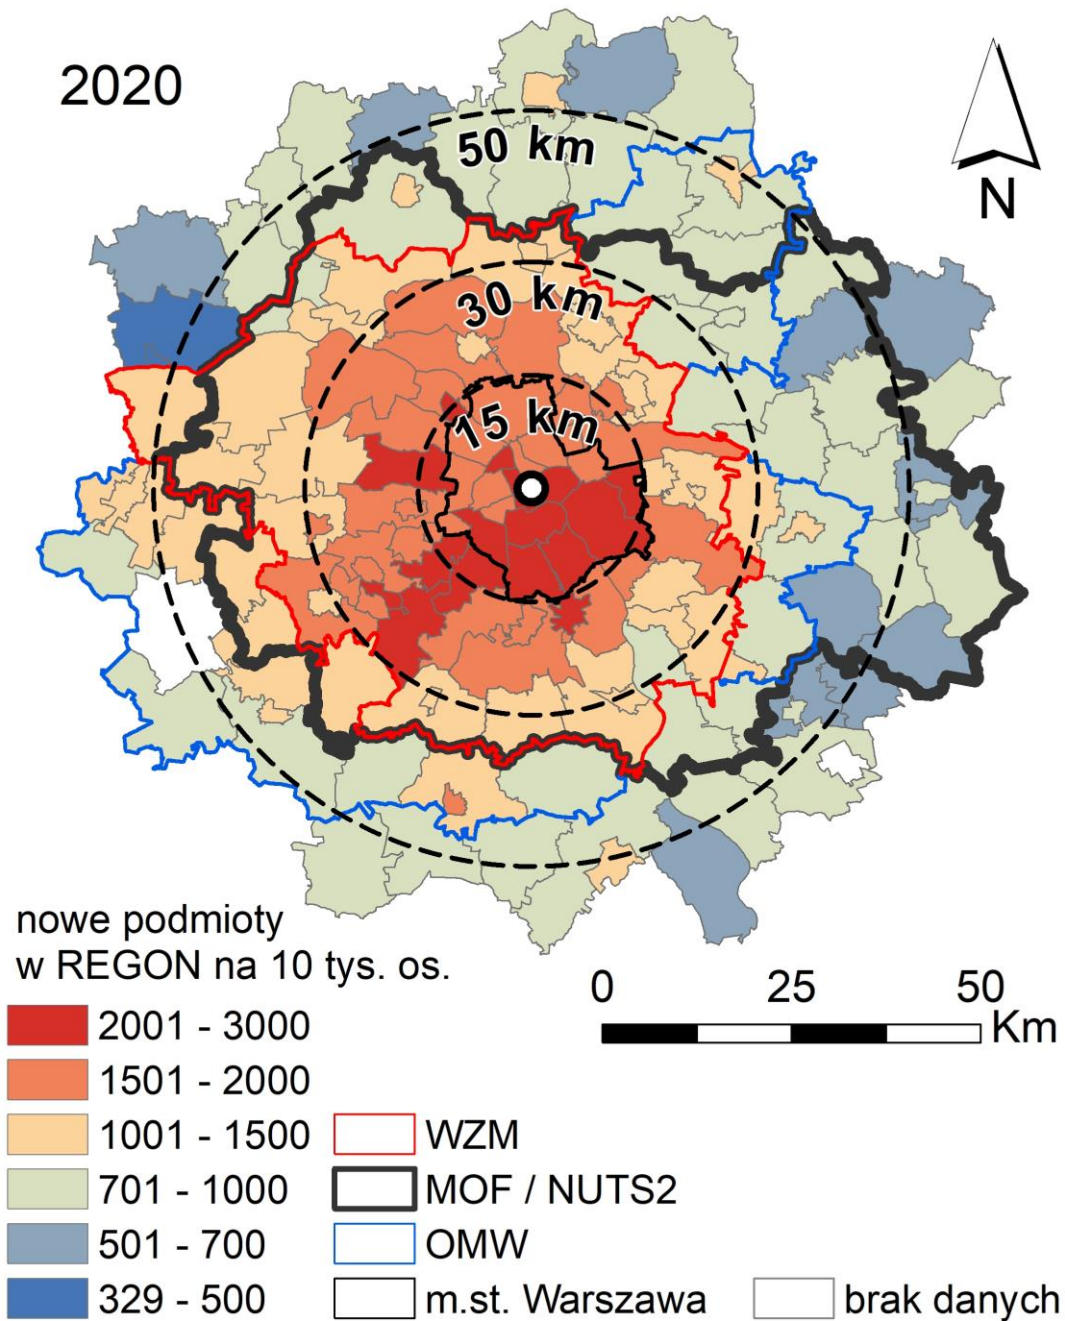 2020
N
50 km
30 km
15 km
nowe podmioty
w REGON na 10 tys. os.
0 25 50
Km
2001 - 3000
1501 - 2000
1001 - 1500
WZM
701 - 1000
MOF / NUTS2
501 - 700
OMW
329 - 500
m.st. Warszawa
brak danych